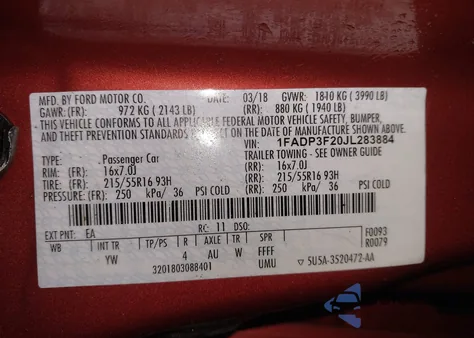 MFD. BY FORD MOTOR CO. DATE: 03/18 GVWR: 1810 KG ( 3990 LB)
GAWR: (FR): 972 KG ( 2143 LB) (RR): 880 KG ( 1940 LB)
- THIS VEHICLE CONFORMS TO ALL APPLICABLE FEDERAL MOTOR VEHICLE SAFETY, BUMPER,
AND THEFT PREVENTION STANDARDS IN EFFECT ON THE DATE OF MANUFACTURE SHOWN ABOVE.
VIN: 1FADP3F20JL283884
TYPE: . Passenger Car TRAILER TOWING - SEE OWNER GUIDE
RIM: (FR): 16x7.0J (RR): 16x7.0J
TIRE: (FR): 215/55R16 93H (RR): 215/55R16 93H
PRESSURE:(FR): 250 kPa/ 36 PSI COLD (RR): 250 kPa/ 36 PSI COLD
EXT PNT: EA RC: 11 DSO: F0093
R0079
WB INT TR TP/PS R AXLE TR SPR
YW 4 AU W FFFF
3201803088401 UMU ▽ 5U5A-3520472-AA